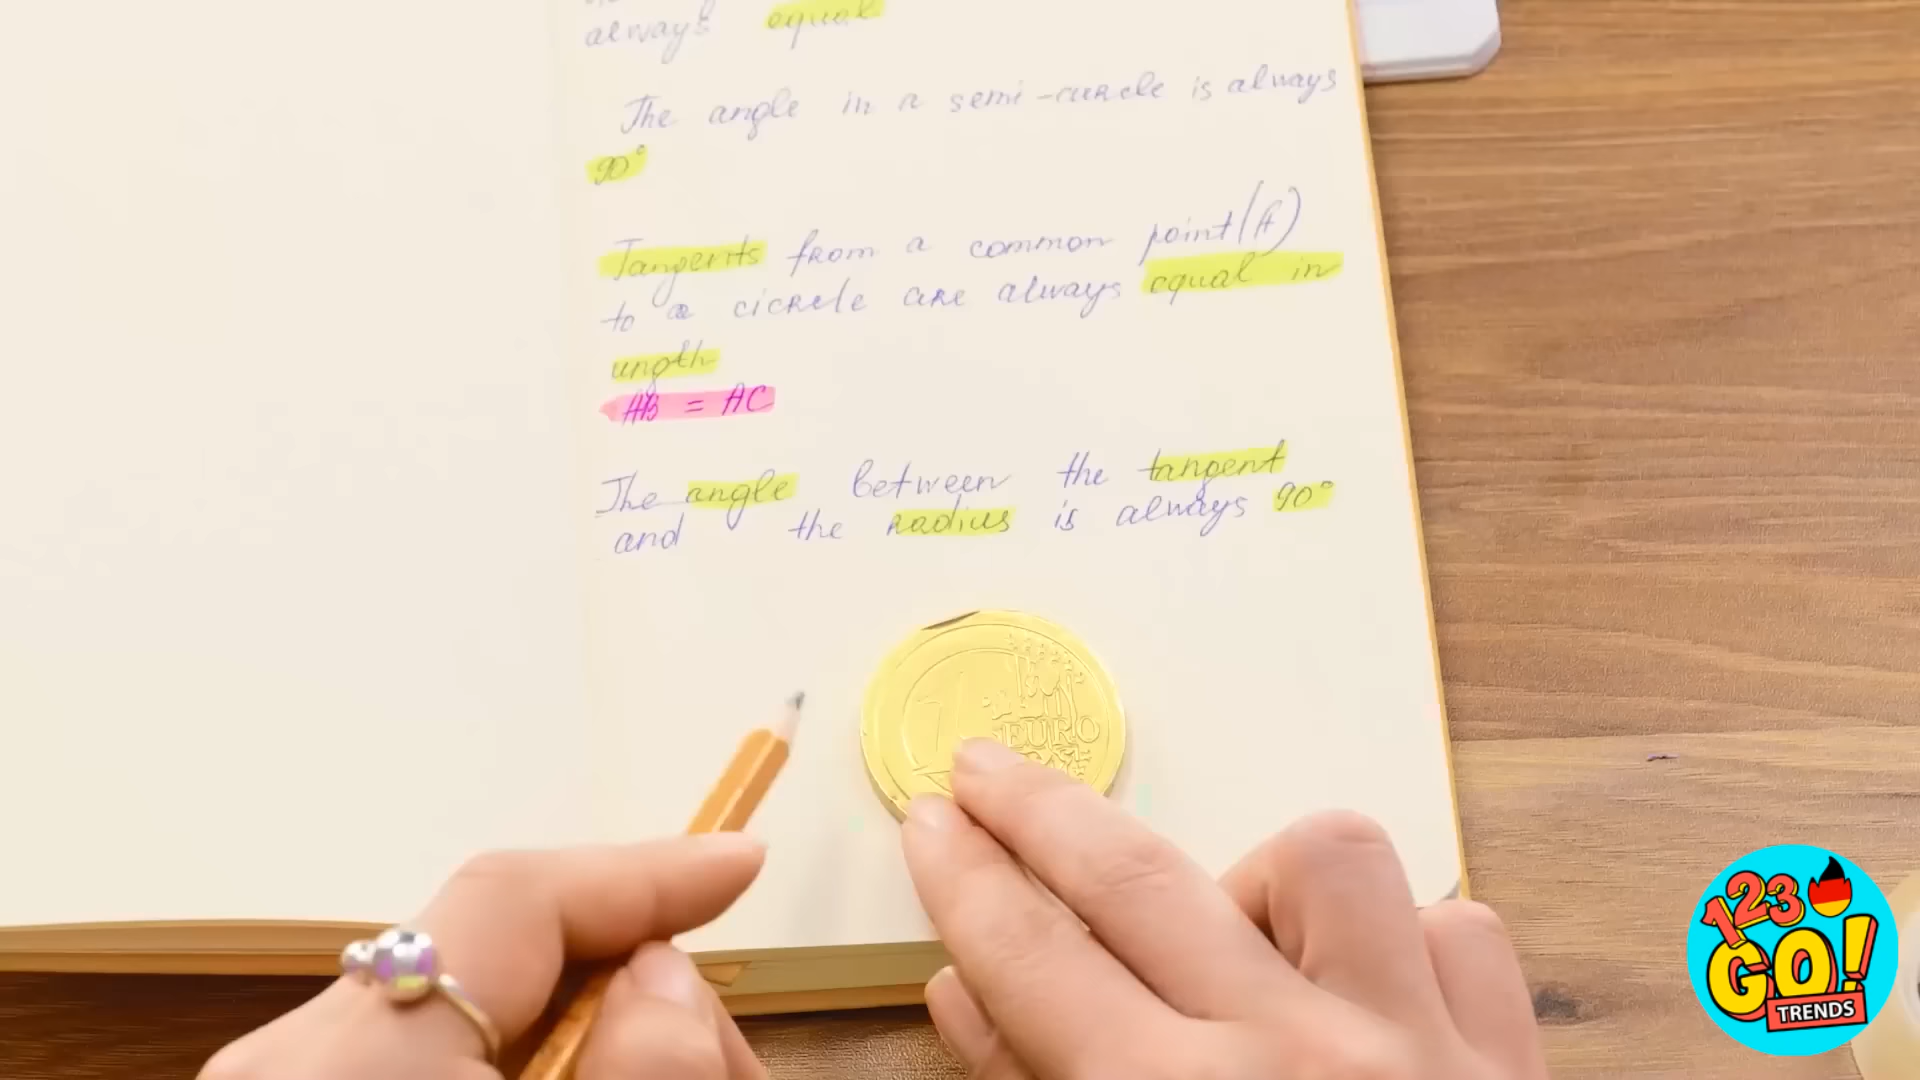 always equal
The angle in a semi-circle is always
90°
Tangents from a common point (A)
to a cicrcle are always equal in
length
AB = AC
The angle between the tangent
and the radius is always 90°
1 EURO
123
GO!
TRENDS